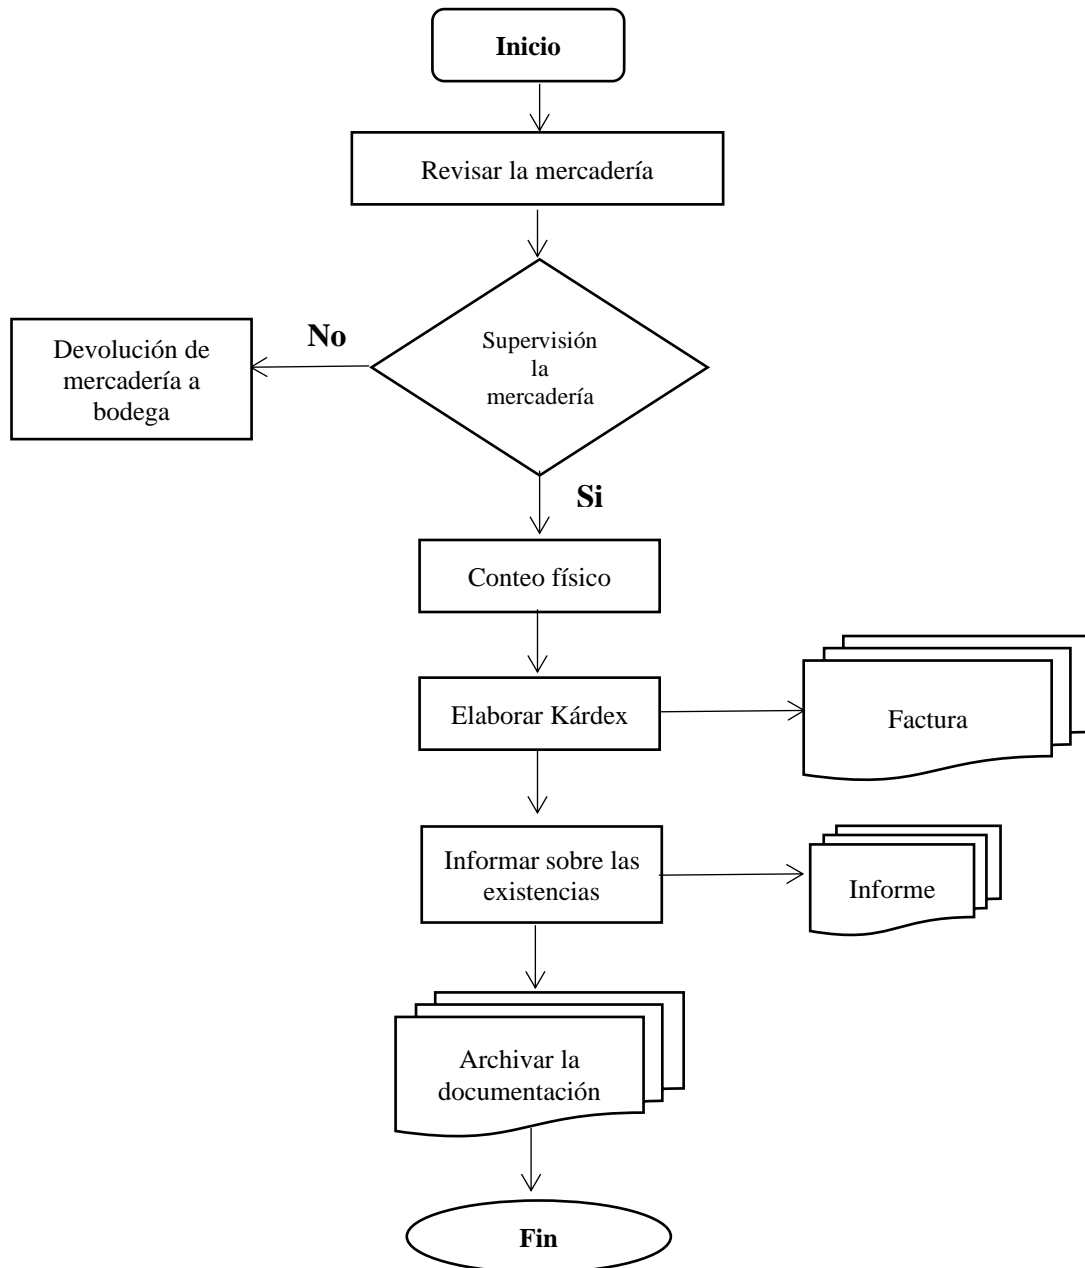 Inicio
Revisar la mercadería
Supervisión
la
mercadería
No
Devolución de
mercadería a
bodega
Si
Conteo físico
Elaborar Kárdex
Factura
Informar sobre las
existencias
Informe
Archivar la
documentación
Fin